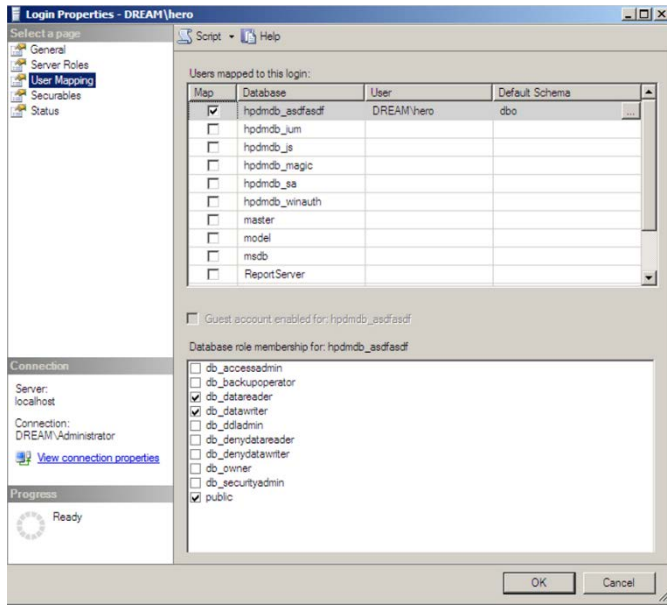 Login Properties - DREAM\hero
Select a page
General
Server Roles
User Mapping
Securables
Status
Script Help
Users mapped to this login:
Map Database User Default Schema
hpdmdb_asdfasdf DREAM\hero dbo ...
hpdmdb_ium
hpdmdb_js
hpdmdb_magic
hpdmdb_sa
hpdmdb_winauth
master
model
msdb
ReportServer
Guest account enabled for: hpdmdb_asdfasdf
Database role membership for: hpdmdb_asdfasdf
db_accessadmin
db_backupoperator
db_datareader
db_datawriter
db_ddladmin
db_denydatareader
db_denydatawriter
db_owner
db_securityadmin
public
Connection
Server:
localhost
Connection:
DREAM\Administrator
View connection properties
Progress
Ready
OK Cancel